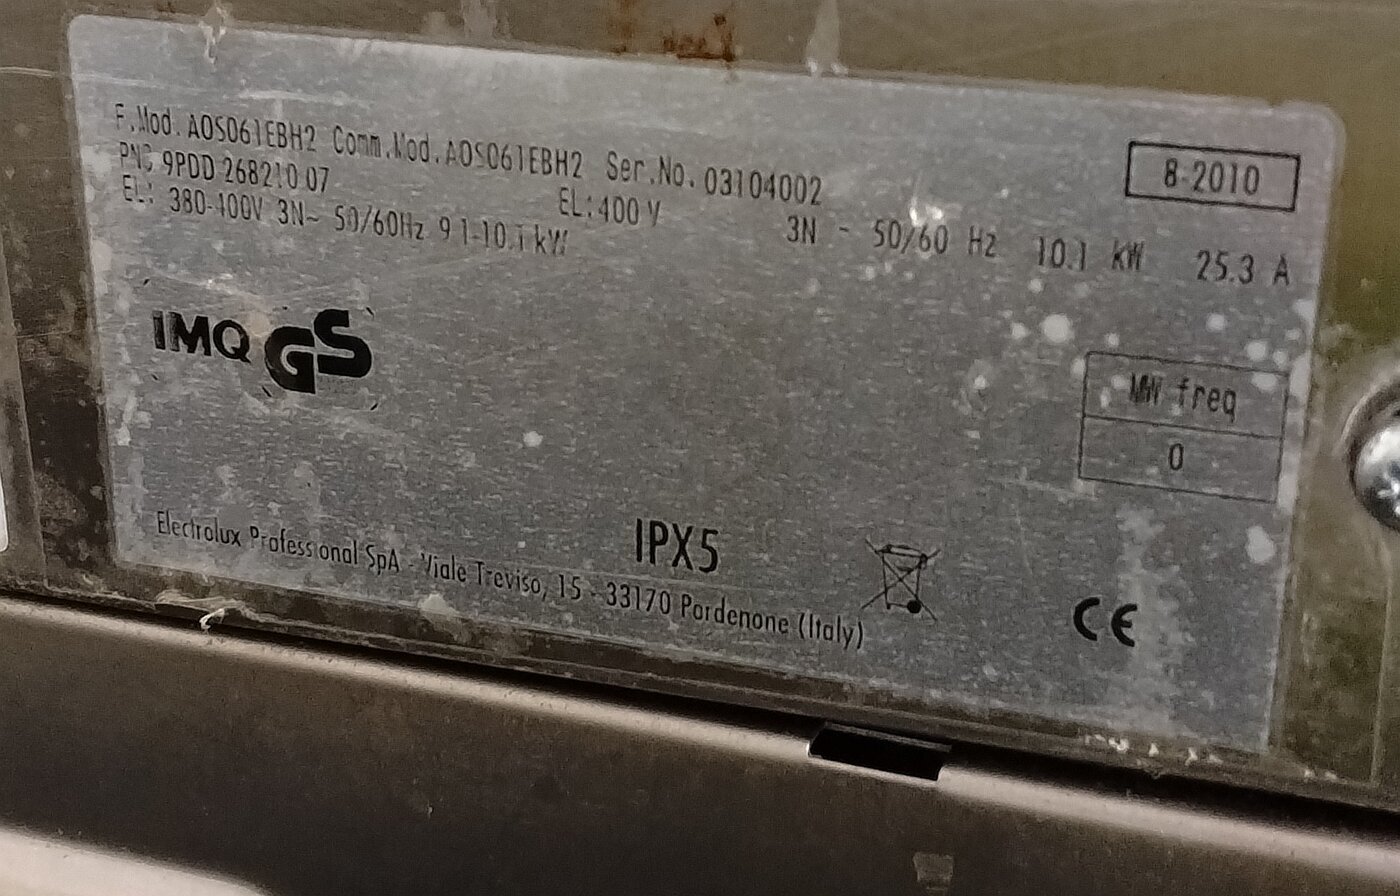 F.Mod. AOS061EBH2 Comm.Mod. AOS061EBH2 Ser.No. 03104002
8-2010
PNC 9PDD 268210 07
EL: 380-400V 3N~ 50/60Hz 9.1-10.1 kW
EL: 400 V 3N ~ 50/60 Hz 10.1 kW 25.3 A
IMQ GS
MW freq
0
IPX5
Electrolux Professional SpA - Viale Treviso, 15 - 33170 Pordenone (Italy)
CE